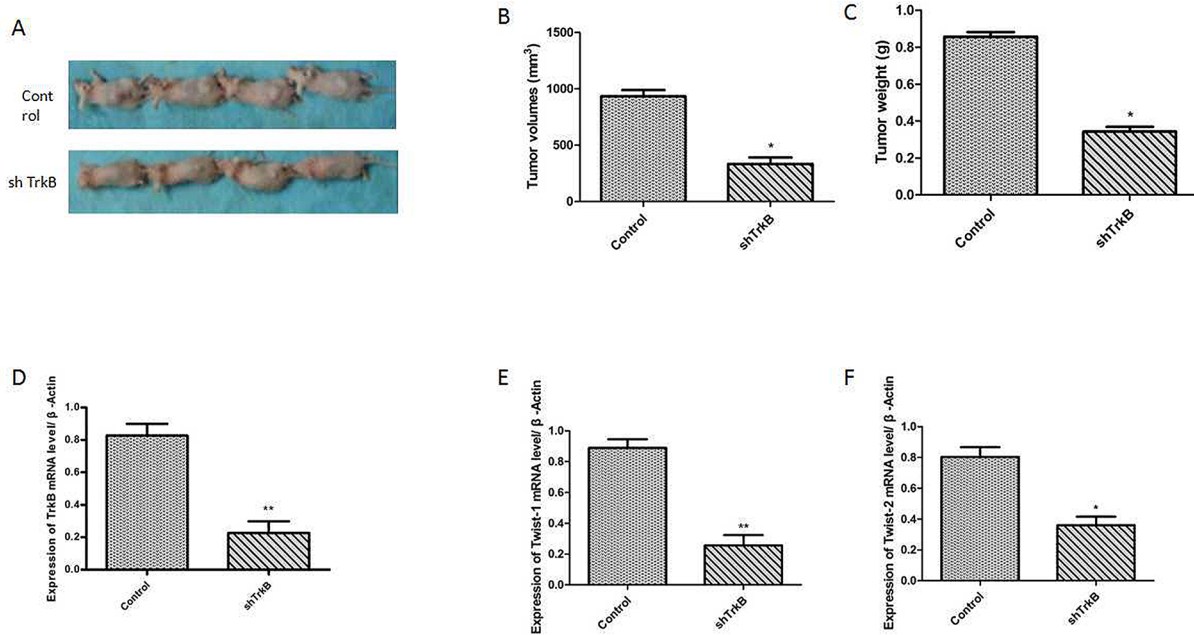 A
Cont
rol
sh TrkB
B
Tumor volumes (mm³)
1500
1000
500
0
*
Control
shTrkB
C
Tumor weight (g)
1.0
0.8
0.6
0.4
0.2
0.0
*
Control
shTrkB
D
Expression of TrkB mRNA level/ β -Actin
1.0
0.8
0.6
0.4
0.2
0.0
**
Control
shTrkB
E
Expression of Twist-1 mRNA level/ β -Actin
1.0
0.8
0.6
0.4
0.2
0.0
**
Control
shTrkB
F
Expression of Twist-2 mRNA level/ β -Actin
1.0
0.8
0.6
0.4
0.2
0.0
*
Control
shTrkB